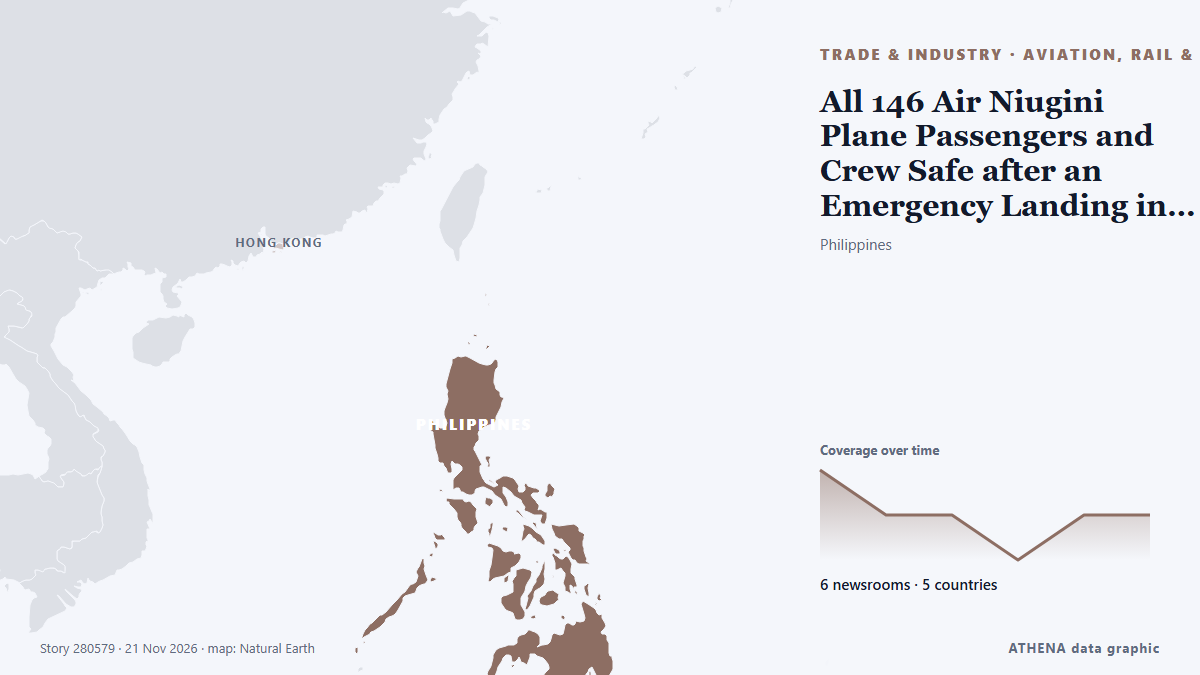 TRADE & INDUSTRY · AVIATION, RAIL &
All 146 Air Niugini
Plane Passengers and
Crew Safe after an
Emergency Landing in...
Philippines
HONG KONG
PHILIPPINES
Coverage over time
6 newsrooms · 5 countries
Story 280579 · 21 Nov 2026 · map: Natural Earth
ATHENA data graphic